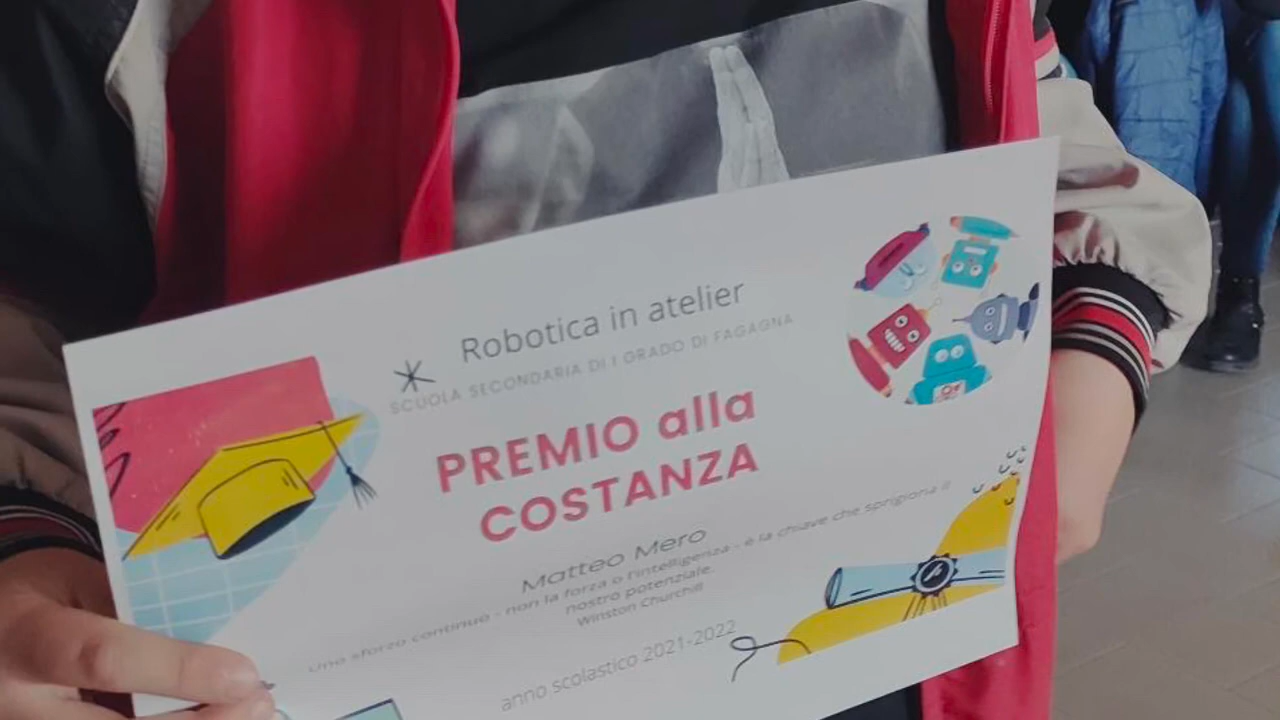 Robotica in atelier
SCUOLA SECONDARIA DI I GRADO DI FAGAGNA
PREMIO alla
COSTANZA
Matteo Mero
Uno sforzo continuo - non la forza o l'intelligenza - è la chiave che sprigiona il
nostro potenziale.
Winston Churchill
anno scolastico 2021-2022